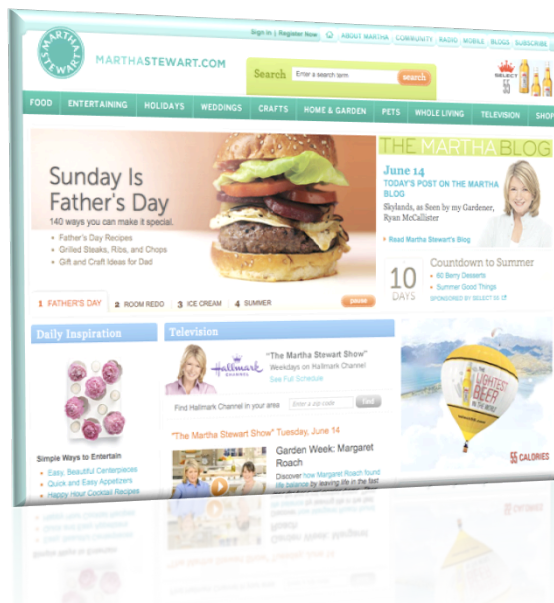 MARTHA
STEWART
MARTHASTEWART.COM
Sign in | Register Now
ABOUT MARTHA
COMMUNITY
RADIO
MOBILE
BLOGS
SUBSCRIBE
Search
Enter a search term
search
SELECT
55
FOOD
ENTERTAINING
HOLIDAYS
WEDDINGS
CRAFTS
HOME & GARDEN
PETS
WHOLE LIVING
TELEVISION
SHOP
Sunday Is
Father's Day
140 ways you can make it special.
• Father's Day Recipes
• Grilled Steaks, Ribs, and Chops
• Gift and Craft Ideas for Dad
1 FATHER'S DAY
2 ROOM REDO
3 ICE CREAM
4 SUMMER
pause
THE MARTHA BLOG
June 14
TODAY'S POST ON THE MARTHA
BLOG
Skylands, as Seen by my Gardener,
Ryan McCallister
Read Martha Stewart's Blog
10
DAYS
Countdown to Summer
• 60 Berry Desserts
• Summer Good Things
SPONSORED BY SELECT 55
Daily Inspiration
Simple Ways to Entertain
• Easy, Beautiful Centerpieces
• Quick and Easy Appetizers
• Happy Hour Cocktail Recipes
Television
Hallmark
CHANNEL
"The Martha Stewart Show"
Weekdays on Hallmark Channel
See Full Schedule
Find Hallmark Channel in your area
Enter a zip code
find
"The Martha Stewart Show" Tuesday, June 14
Garden Week: Margaret
Roach
Discover how Margaret Roach found
life balance by leaving life in the fast
THE
LIGHTEST
BEER
IN THE WORLD
55 CALORIES